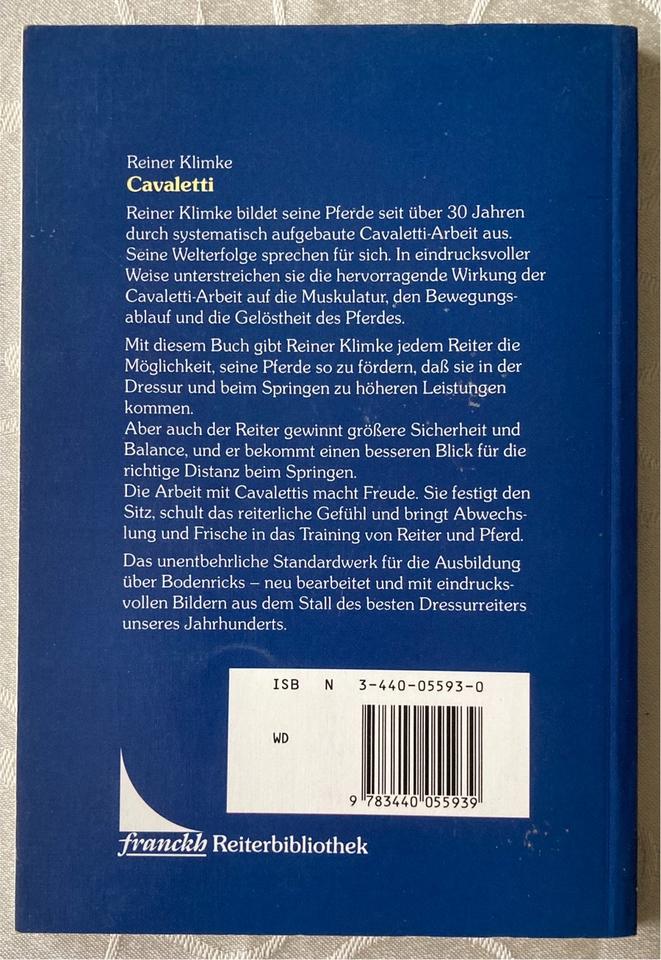 Reiner Klimke
Cavaletti
Reiner Klimke bildet seine Pferde seit über 30 Jahren
durch systematisch aufgebaute Cavaletti-Arbeit aus.
Seine Welterfolge sprechen für sich. In eindrucksvoller
Weise unterstreichen sie die hervorragende Wirkung der
Cavaletti-Arbeit auf die Muskulatur, den Bewegungs-
ablauf und die Gelöstheit des Pferdes.
Mit diesem Buch gibt Reiner Klimke jedem Reiter die
Möglichkeit, seine Pferde so zu fördern, daß sie in der
Dressur und beim Springen zu höheren Leistungen
kommen.
Aber auch der Reiter gewinnt größere Sicherheit und
Balance, und er bekommt einen besseren Blick für die
richtige Distanz beim Springen.
Die Arbeit mit Cavalettis macht Freude. Sie festigt den
Sitz, schult das reiterliche Gefühl und bringt Abwechs-
lung und Frische in das Training von Reiter und Pferd.
Das unentbehrliche Standardwerk für die Ausbildung
über Bodenricks – neu bearbeitet und mit eindrucks-
vollen Bildern aus dem Stall des besten Dressurreiters
unseres Jahrhunderts.
ISB N 3-440-05593-0
WD
9 783440 055939
franckh Reiterbibliothek